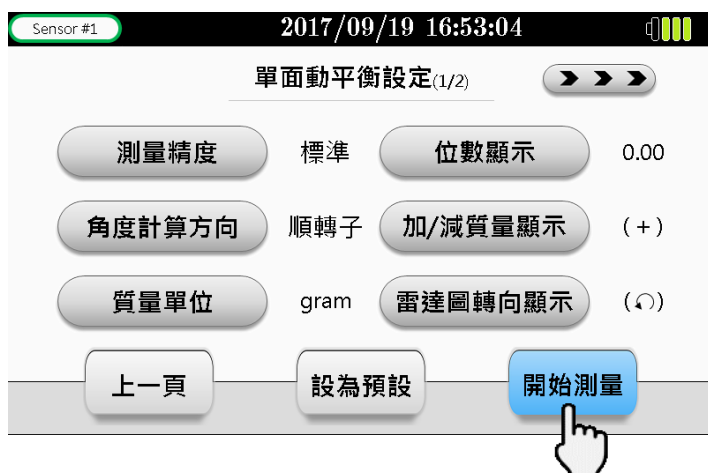 Sensor #1 2017/09/19 16:53:04
單面動平衡設定(1/2)
測量精度 標準 位數顯示 0.00
角度計算方向 順轉子 加/減質量顯示 (+)
質量單位 gram 雷達圖轉向顯示 (↶)
上一頁 設為預設 開始測量